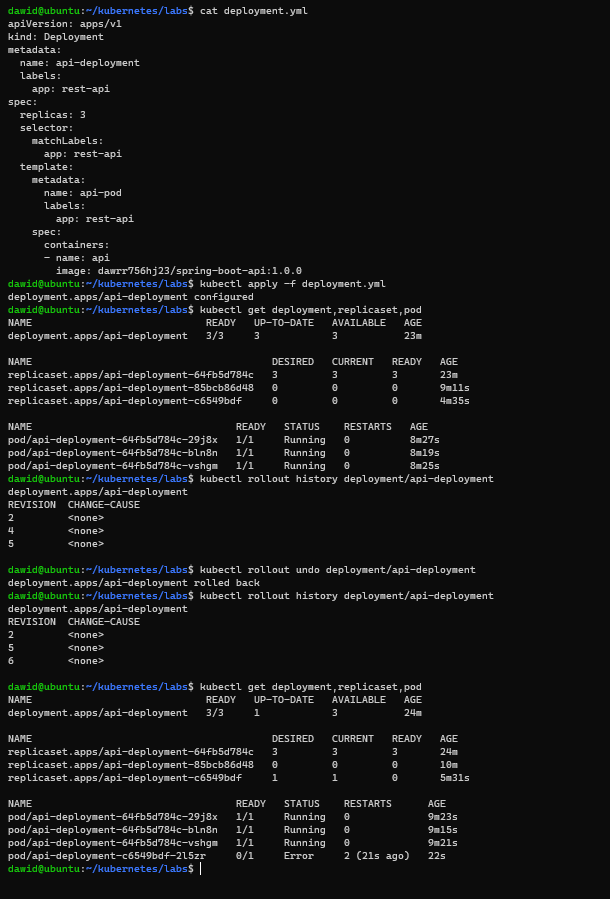 dawid@ubuntu:~/kubernetes/labs$ cat deployment.yml
apiVersion: apps/v1
kind: Deployment
metadata:
  name: api-deployment
  labels:
    app: rest-api
spec:
  replicas: 3
  selector:
    matchLabels:
      app: rest-api
  template:
    metadata:
      name: api-pod
      labels:
        app: rest-api
    spec:
      containers:
      - name: api
        image: dawrr756hj23/spring-boot-api:1.0.0
dawid@ubuntu:~/kubernetes/labs$ kubectl apply -f deployment.yml
deployment.apps/api-deployment configured
dawid@ubuntu:~/kubernetes/labs$ kubectl get deployment,replicaset,pod
NAME                             READY   UP-TO-DATE   AVAILABLE   AGE
deployment.apps/api-deployment   3/3     3            3           23m

NAME                                        DESIRED   CURRENT   READY   AGE
replicaset.apps/api-deployment-64fb5d784c   3         3         3       23m
replicaset.apps/api-deployment-85bcb86d48   0         0         0       9m11s
replicaset.apps/api-deployment-c6549bdf     0         0         0       4m35s

NAME                                  READY   STATUS    RESTARTS   AGE
pod/api-deployment-64fb5d784c-29j8x   1/1     Running   0          8m27s
pod/api-deployment-64fb5d784c-bln8n   1/1     Running   0          8m19s
pod/api-deployment-64fb5d784c-vshgm   1/1     Running   0          8m25s
dawid@ubuntu:~/kubernetes/labs$ kubectl rollout history deployment/api-deployment
deployment.apps/api-deployment
REVISION  CHANGE-CAUSE
2         <none>
4         <none>
5         <none>

dawid@ubuntu:~/kubernetes/labs$ kubectl rollout undo deployment/api-deployment
deployment.apps/api-deployment rolled back
dawid@ubuntu:~/kubernetes/labs$ kubectl rollout history deployment/api-deployment
deployment.apps/api-deployment
REVISION  CHANGE-CAUSE
2         <none>
5         <none>
6         <none>

dawid@ubuntu:~/kubernetes/labs$ kubectl get deployment,replicaset,pod
NAME                             READY   UP-TO-DATE   AVAILABLE   AGE
deployment.apps/api-deployment   3/3     1            3           24m

NAME                                        DESIRED   CURRENT   READY   AGE
replicaset.apps/api-deployment-64fb5d784c   3         3         3       24m
replicaset.apps/api-deployment-85bcb86d48   0         0         0       10m
replicaset.apps/api-deployment-c6549bdf     1         1         0       5m31s

NAME                                  READY   STATUS    RESTARTS      AGE
pod/api-deployment-64fb5d784c-29j8x   1/1     Running   0             9m23s
pod/api-deployment-64fb5d784c-bln8n   1/1     Running   0             9m15s
pod/api-deployment-64fb5d784c-vshgm   1/1     Running   0             9m21s
pod/api-deployment-c6549bdf-2l5zr     0/1     Error     2 (21s ago)   22s
dawid@ubuntu:~/kubernetes/labs$